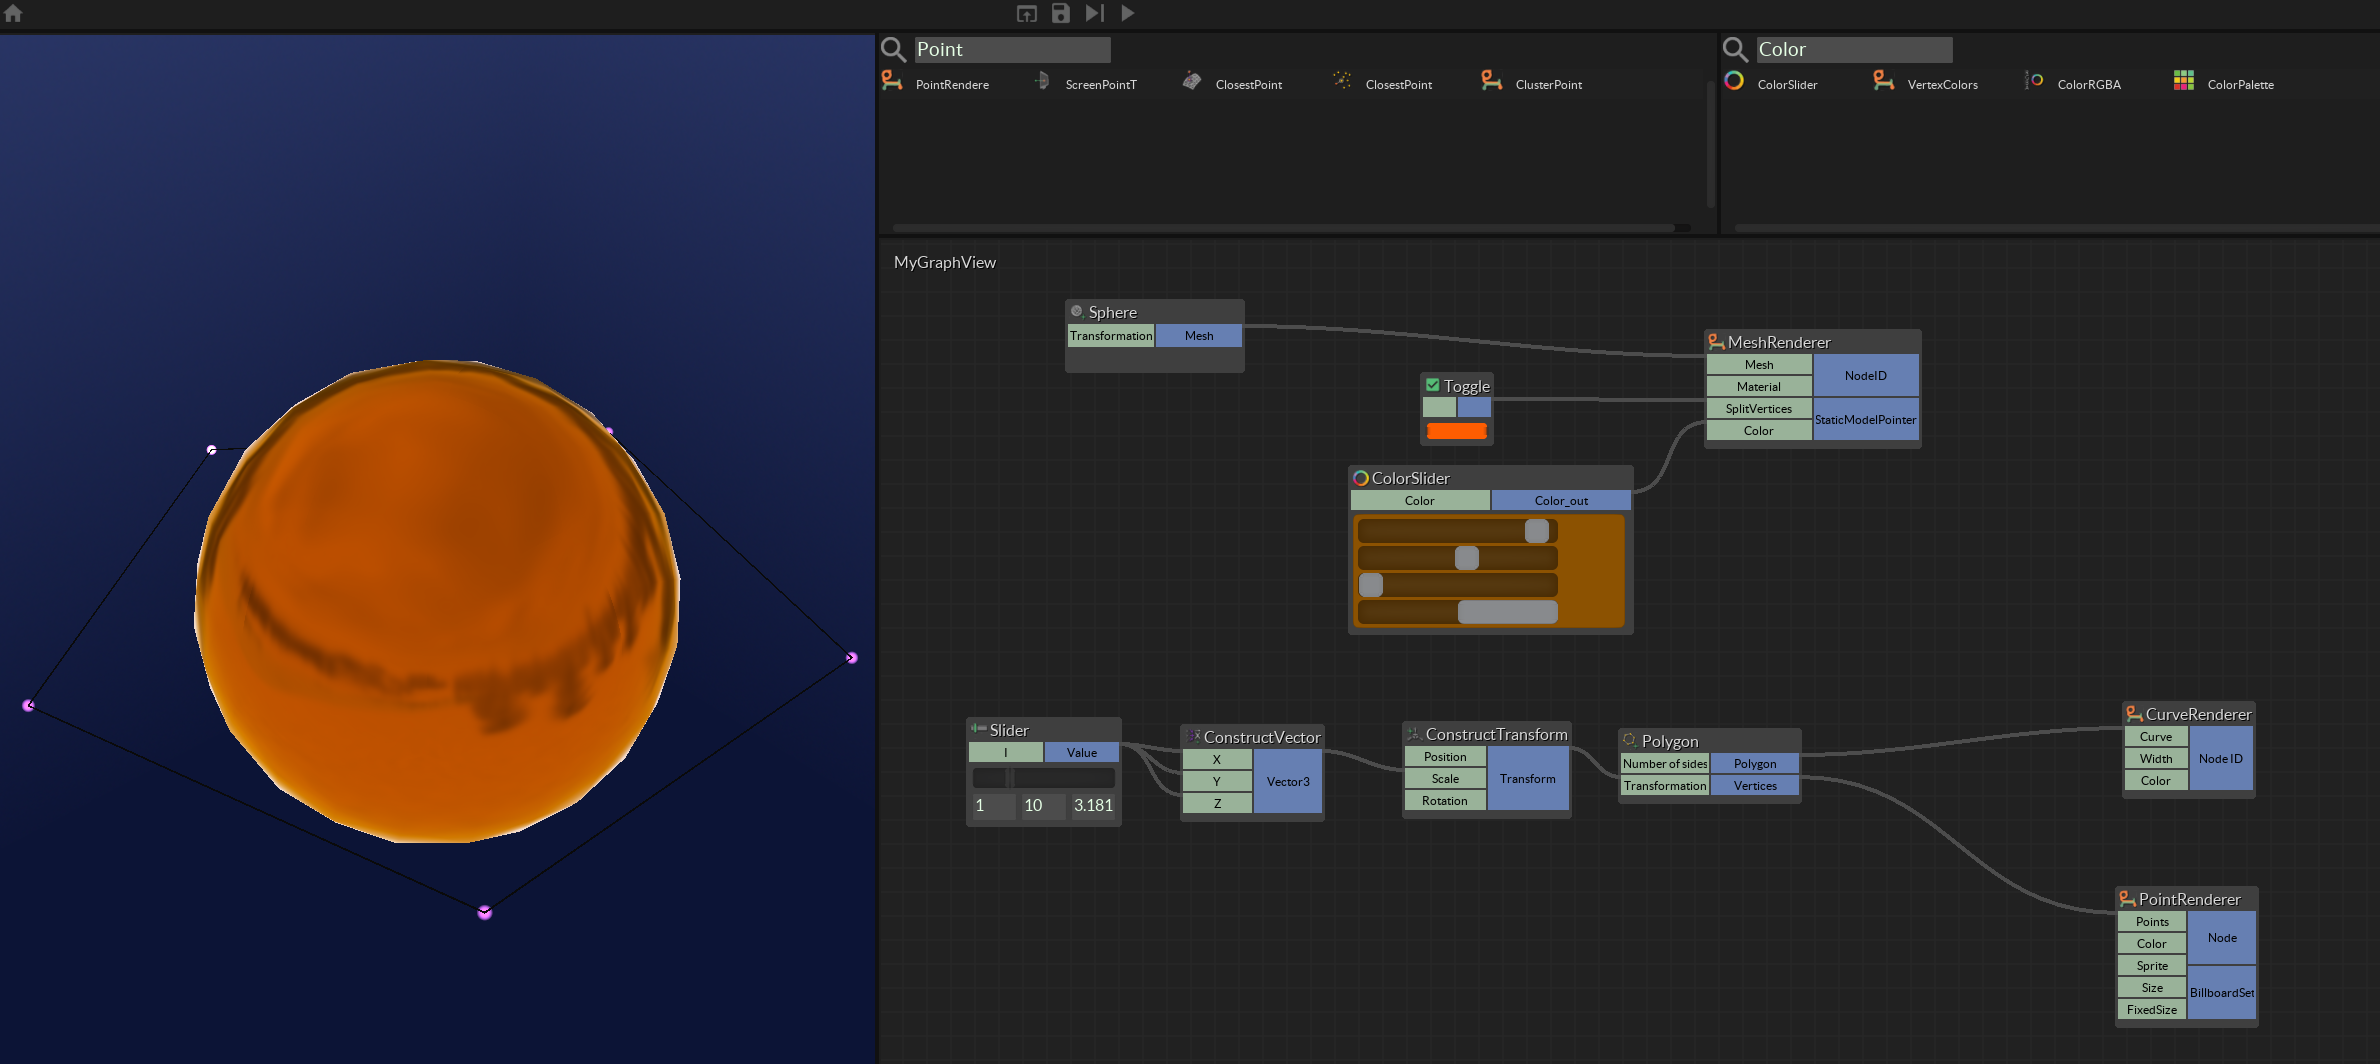 Point
Color
PointRendere ScreenPointT ClosestPoint ClosestPoint ClusterPoint
ColorSlider VertexColors ColorRGBA ColorPalette
MyGraphView
Sphere
Transformation Mesh
MeshRenderer
Mesh
Material
SplitVertices
Color
NodeID
StaticModelPointer
Toggle
ColorSlider
Color Color_out
Slider
I Value
1 10 3.181
ConstructVector
X
Y
Z
Vector3
ConstructTransform
Position
Scale
Rotation
Transform
Polygon
Number of sides Polygon
Transformation Vertices
CurveRenderer
Curve
Width
Color
Node ID
PointRenderer
Points
Color
Sprite
Size
FixedSize
Node
BillboardSet